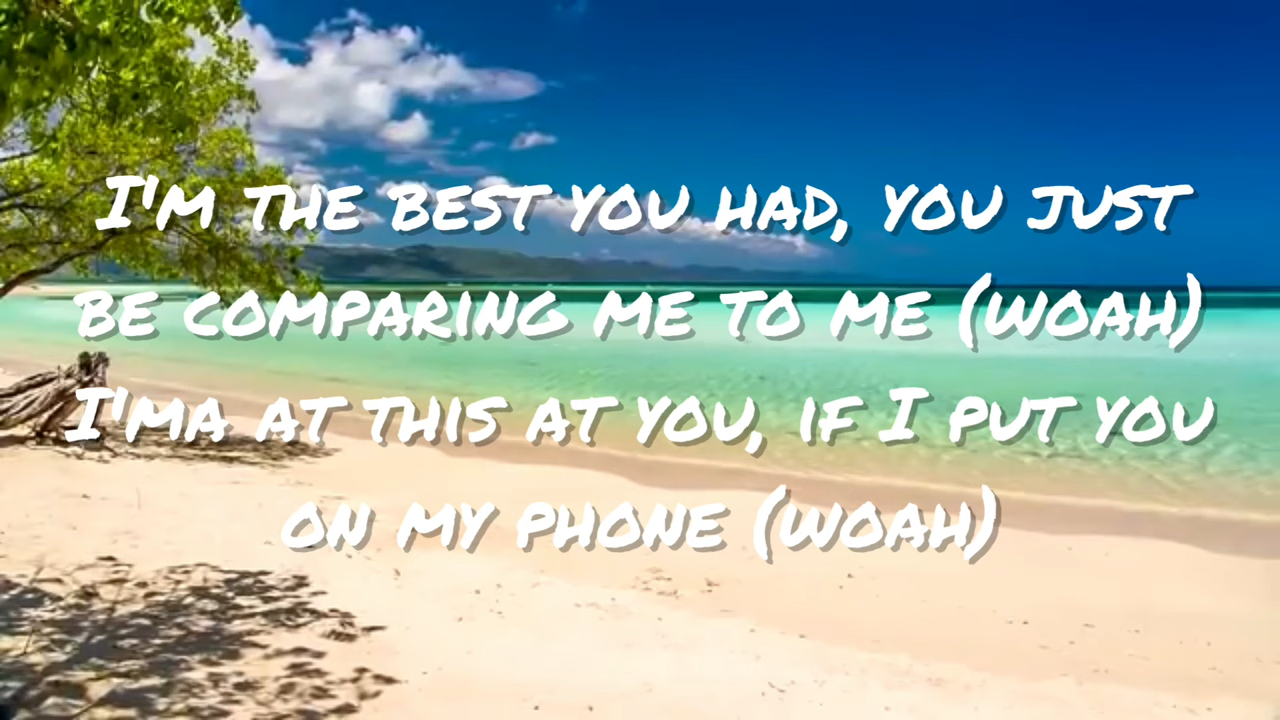 I'M THE BEST YOU HAD, YOU JUST
BE COMPARING ME TO ME (WOAH)
I'MA AT THIS AT YOU, IF I PUT YOU
ON MY PHONE (WOAH)